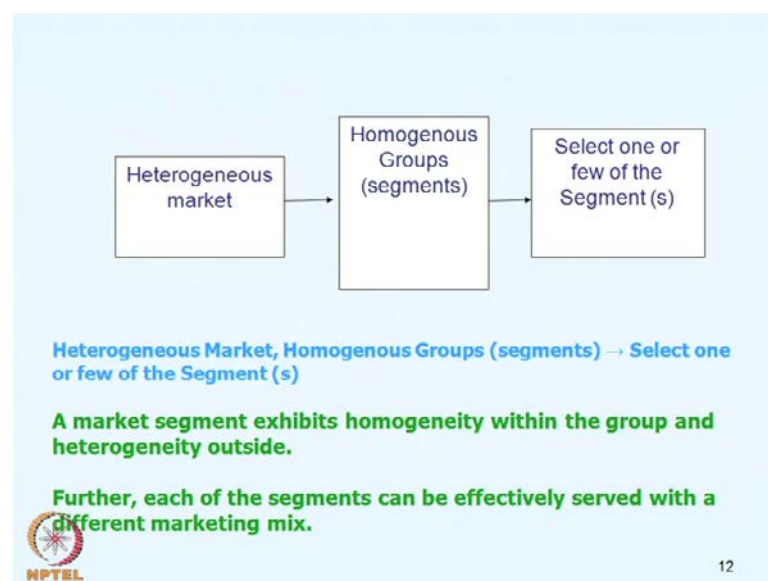 Heterogeneous
market
Homogenous
Groups
(segments)
Select one or
few of the
Segment (s)
Heterogeneous Market, Homogenous Groups (segments) → Select one
or few of the Segment (s)
A market segment exhibits homogeneity within the group and
heterogeneity outside.
Further, each of the segments can be effectively served with a
different marketing mix.
NPTEL
12